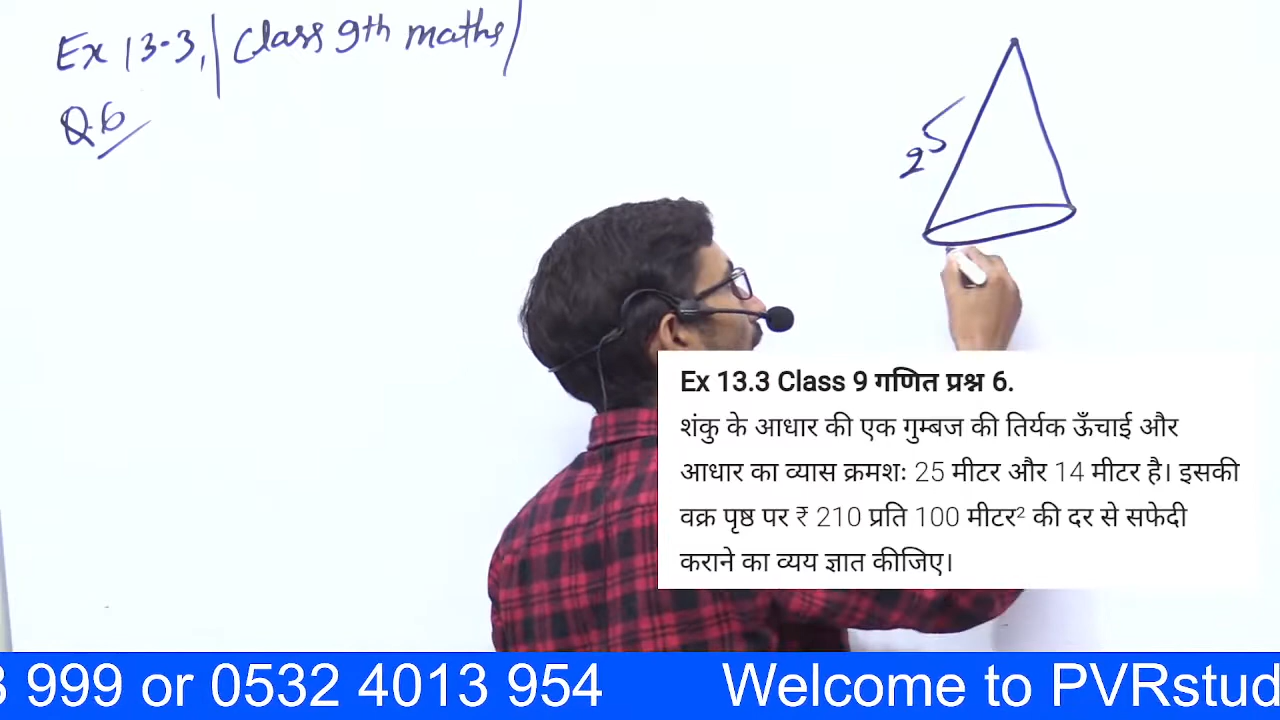 Ex 13.3, | Class 9th maths |
Q.6
25
Ex 13.3 Class 9 गणित प्रश्न 6.
शंकु के आधार की एक गुम्बज की तिर्यक ऊँचाई और
आधार का व्यास क्रमशः 25 मीटर और 14 मीटर है। इसकी
वक्र पृष्ठ पर ₹ 210 प्रति 100 मीटर² की दर से सफेदी
कराने का व्यय ज्ञात कीजिए।
3 999 or 0532 4013 954 Welcome to PVRstud